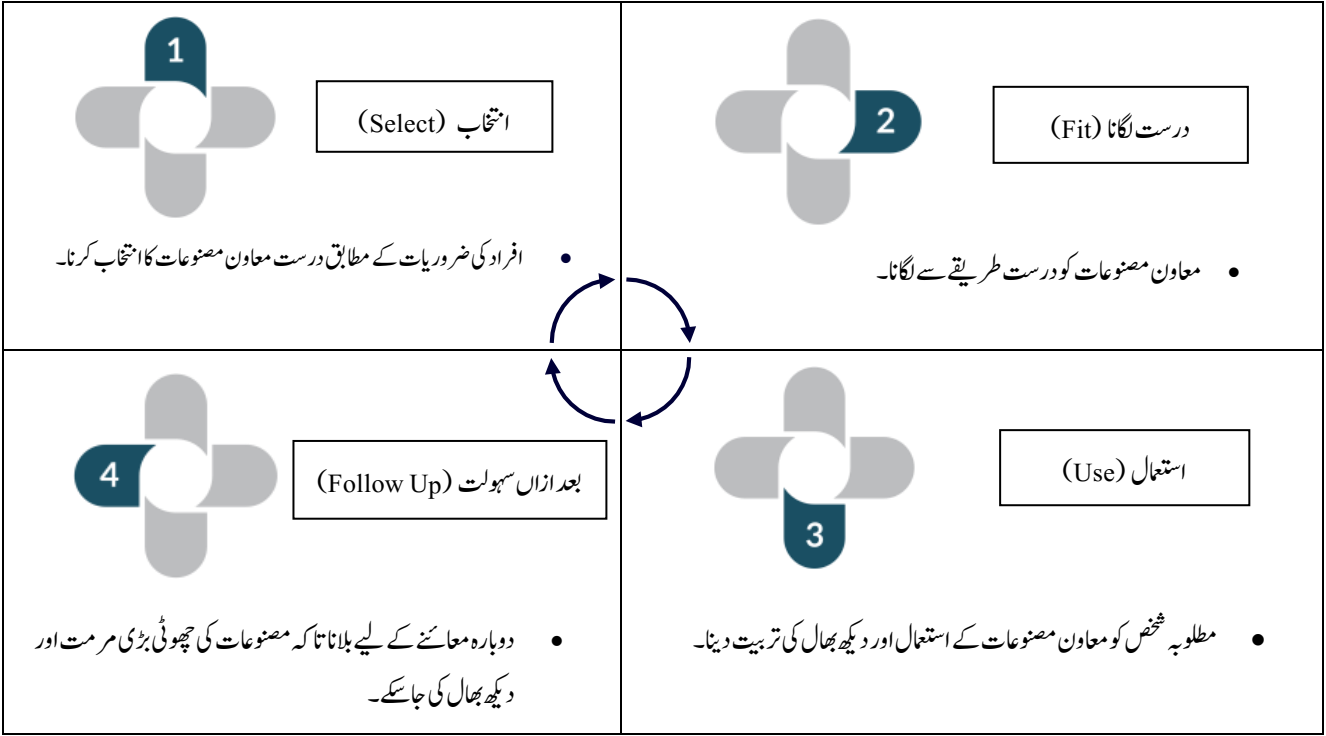 1
انتخاب (Select)
افراد کی ضروریات کے مطابق درست معاون مصنوعات کا انتخاب کرنا۔
2
درست لگانا (Fit)
معاون مصنوعات کو درست طریقے سے لگانا۔
3
استعمال (Use)
مطلوبہ شخص کو معاون مصنوعات کے استعمال اور دیکھ بھال کی تربیت دینا۔
4
بعد ازاں سہولت (Follow Up)
دوبارہ معائنے کے لیے بلانا تاکہ مصنوعات کی چھوٹی بڑی مرمت اور
دیکھ بھال کی جاسکے۔